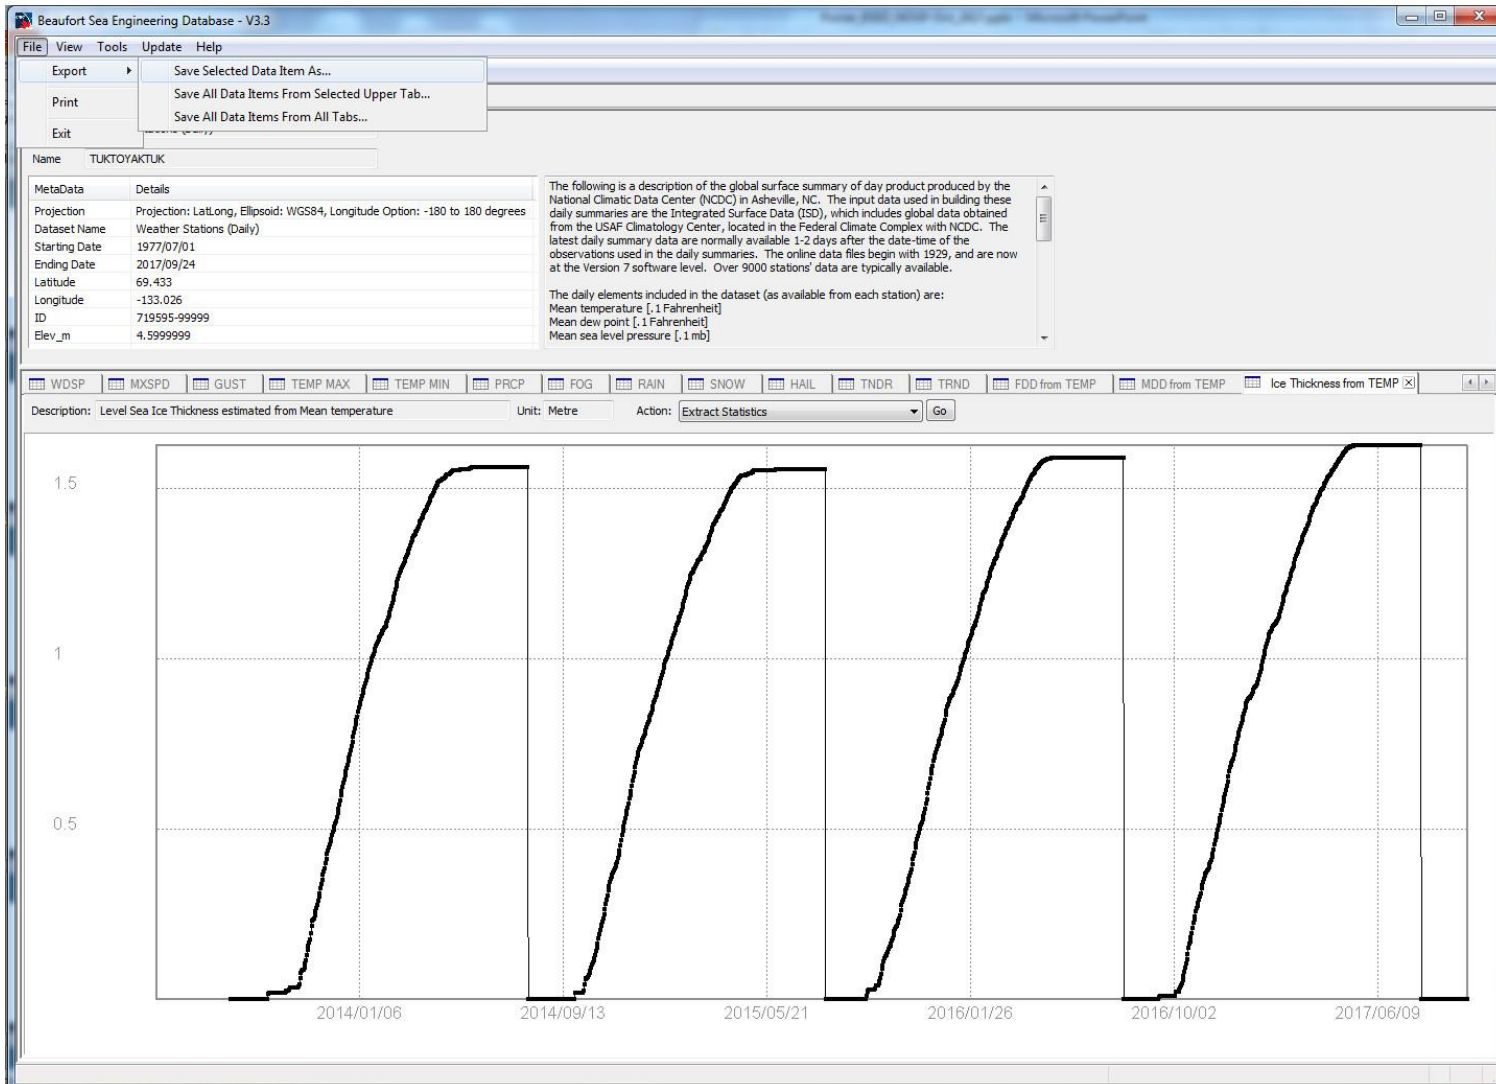 Beaufort Sea Engineering Database - V3.3
File View Tools Update Help
Export
Save Selected Data Item As...
Save All Data Items From Selected Upper Tab...
Print
Save All Data Items From All Tabs...
Exit
Name TUKTOYAKTUK
MetaData Details
Projection Projection: LatLong, Ellipsoid: WGS84, Longitude Option: -180 to 180 degrees
Dataset Name Weather Stations (Daily)
Starting Date 1977/07/01
Ending Date 2017/09/24
Latitude 69.433
Longitude -133.026
ID 719595-99999
Elev_m 4.5999999
The following is a description of the global surface summary of day product produced by the
National Climatic Data Center (NCDC) in Asheville, NC. The input data used in building these
daily summaries are the Integrated Surface Data (ISD), which includes global data obtained
from the USAF Climatology Center, located in the Federal Climate Complex with NCDC. The
latest daily summary data are normally available 1-2 days after the date-time of the
observations used in the daily summaries. The online data files begin with 1929, and are now
at the Version 7 software level. Over 9000 stations' data are typically available.
The daily elements included in the dataset (as available from each station) are:
Mean temperature [.1 Fahrenheit]
Mean dew point [.1 Fahrenheit]
Mean sea level pressure [.1 mb]
WDSP MXSPD GUST TEMP MAX TEMP MIN PRCP FOG RAIN SNOW HAIL TNDR TRND FDD from TEMP MDD from TEMP Ice Thickness from TEMP
Description: Level Sea Ice Thickness estimated from Mean temperature Unit: Metre Action: Extract Statistics Go
1.5
1
0.5
2014/01/06 2014/09/13 2015/05/21 2016/01/26 2016/10/02 2017/06/09